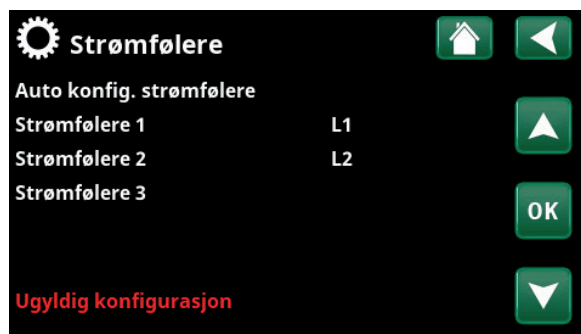 Strømfølere
Auto konfig. strømfølere
Strømfølere 1 L1
Strømfølere 2 L2
Strømfølere 3
OK
Ugyldig konfigurasjon